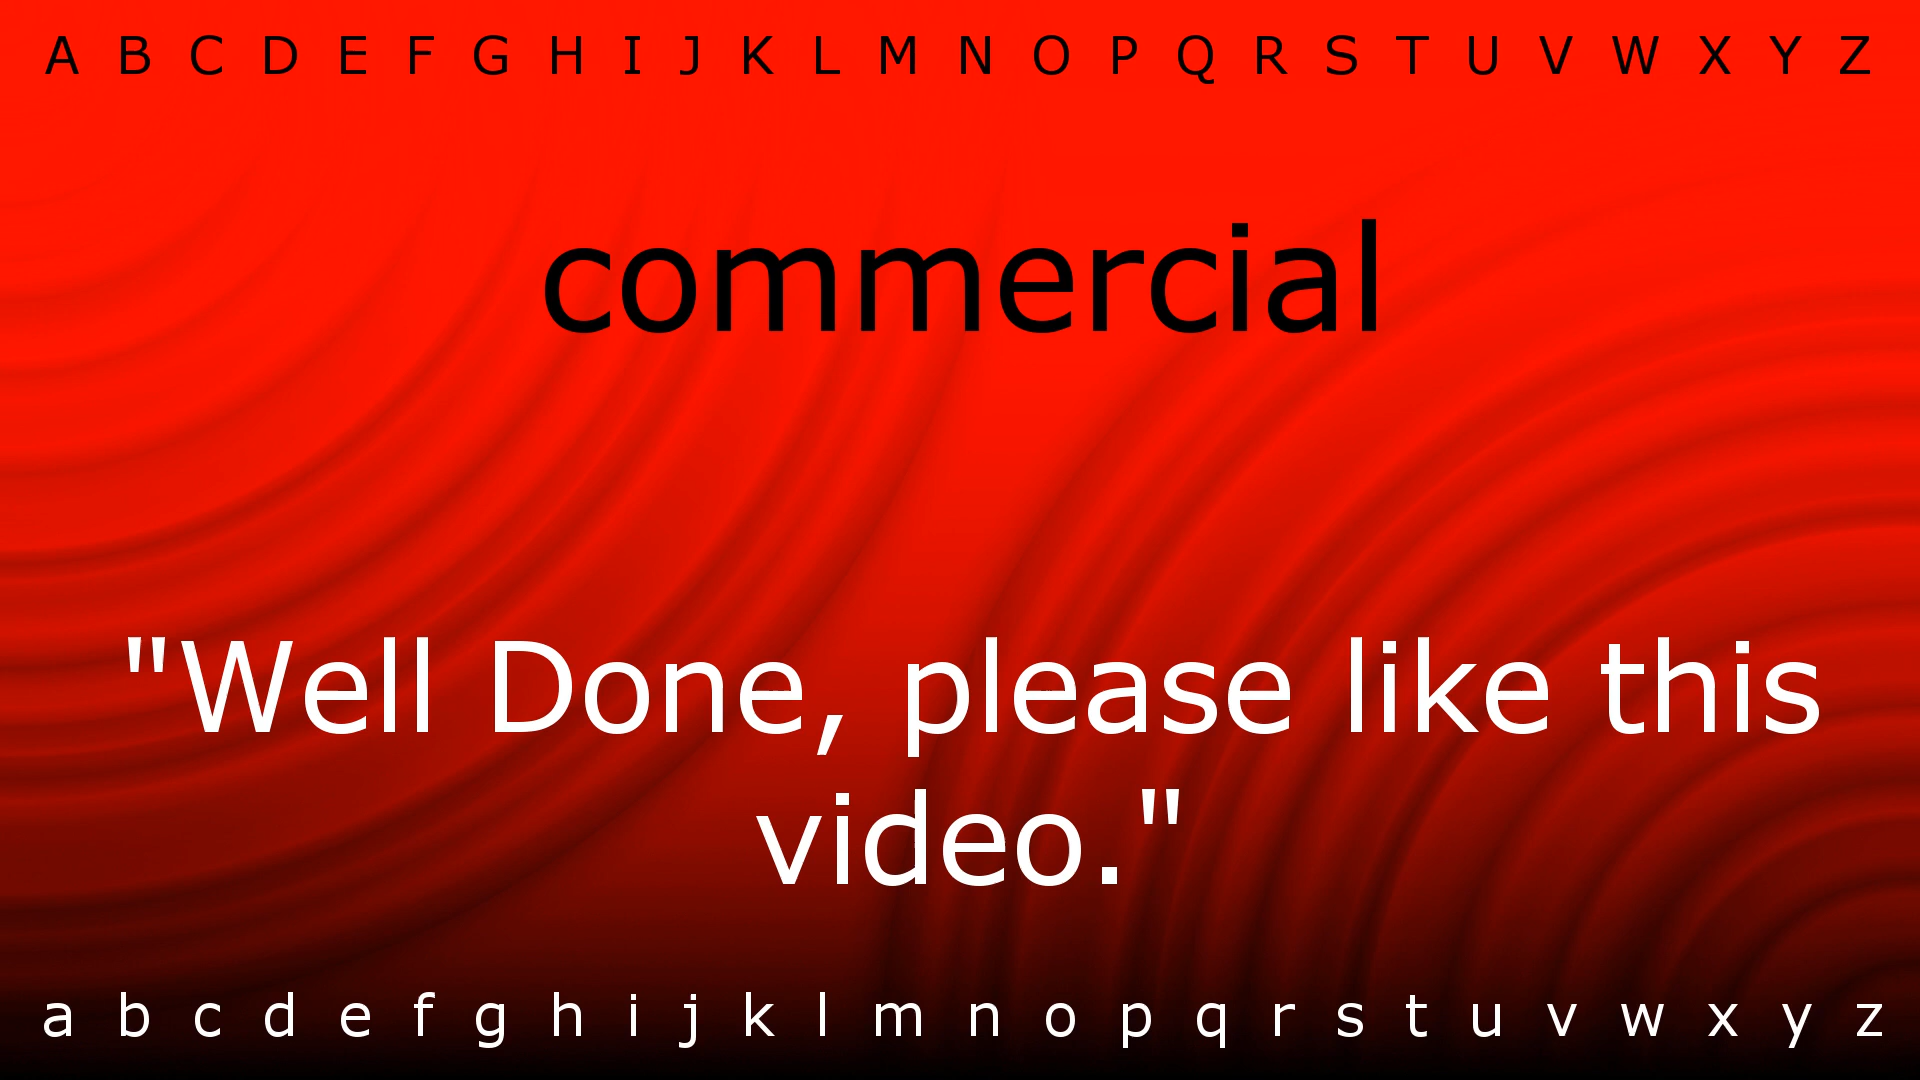 A B C D E F G H I J K L M N O P Q R S T U V W X Y Z
commercial
"Well Done, please like this
video."
a b c d e f g h i j k l m n o p q r s t u v w x y z